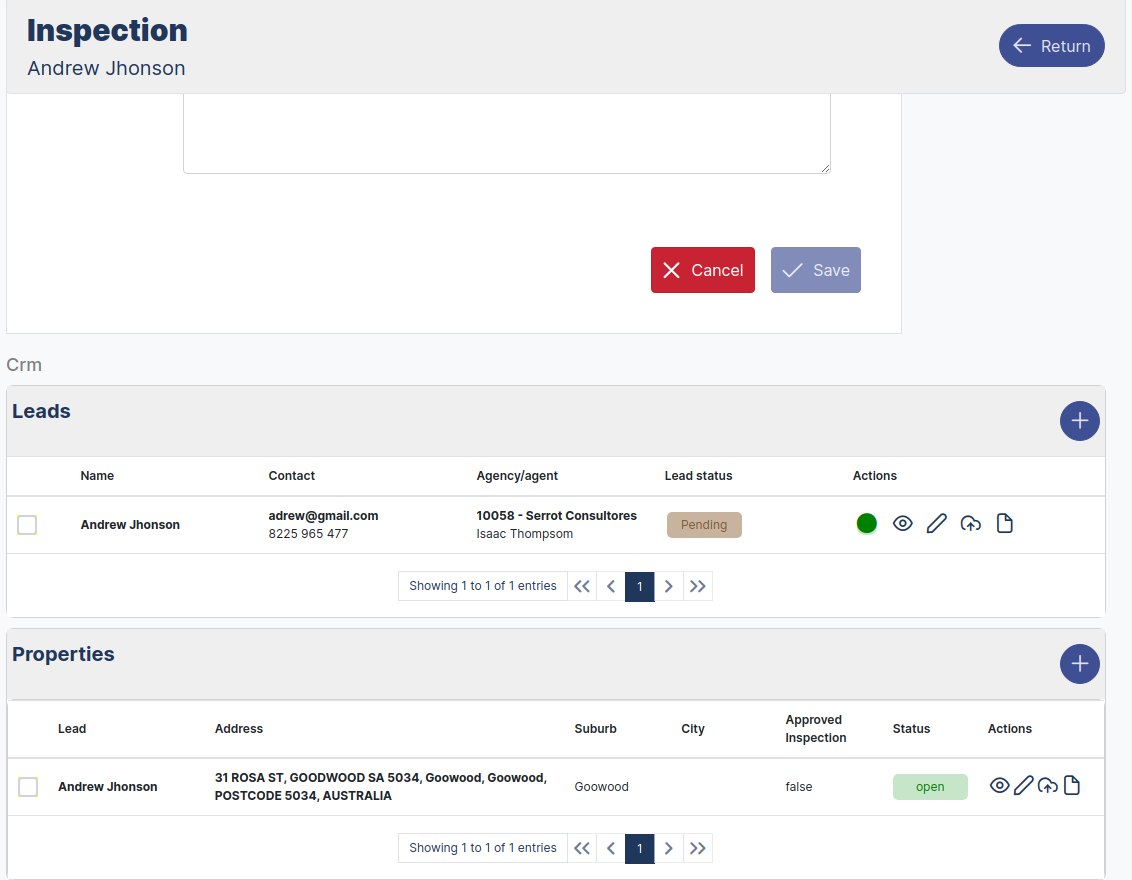 Inspection
Andrew Jhonson
Return
Cancel
Save
Crm
Leads
Name Contact Agency/agent Lead status Actions
Andrew Jhonson
adrew@gmail.com
8225 965 477
10058 - Serrot Consultores
Isaac Thompsom
Pending
Showing 1 to 1 of 1 entries 1
Properties
Lead Address Suburb City Approved
Inspection Status Actions
Andrew Jhonson
31 ROSA ST, GOODWOOD SA 5034, Goowood, Goowood,
POSTCODE 5034, AUSTRALIA
Goowood
false
open
Showing 1 to 1 of 1 entries 1